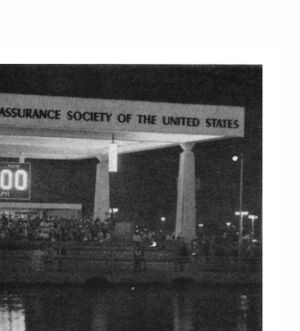 ASSURANCE SOCIETY OF THE UNITED STATES
00